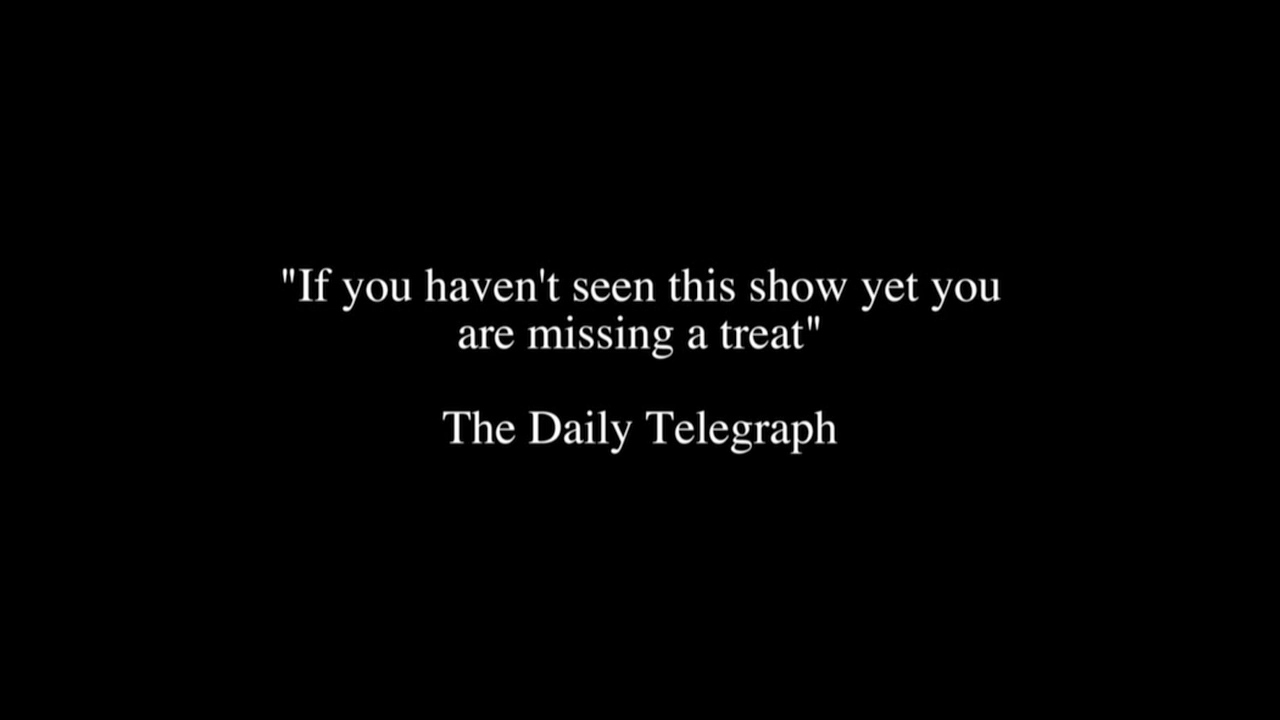 "If you haven't seen this show yet you
are missing a treat"
The Daily Telegraph